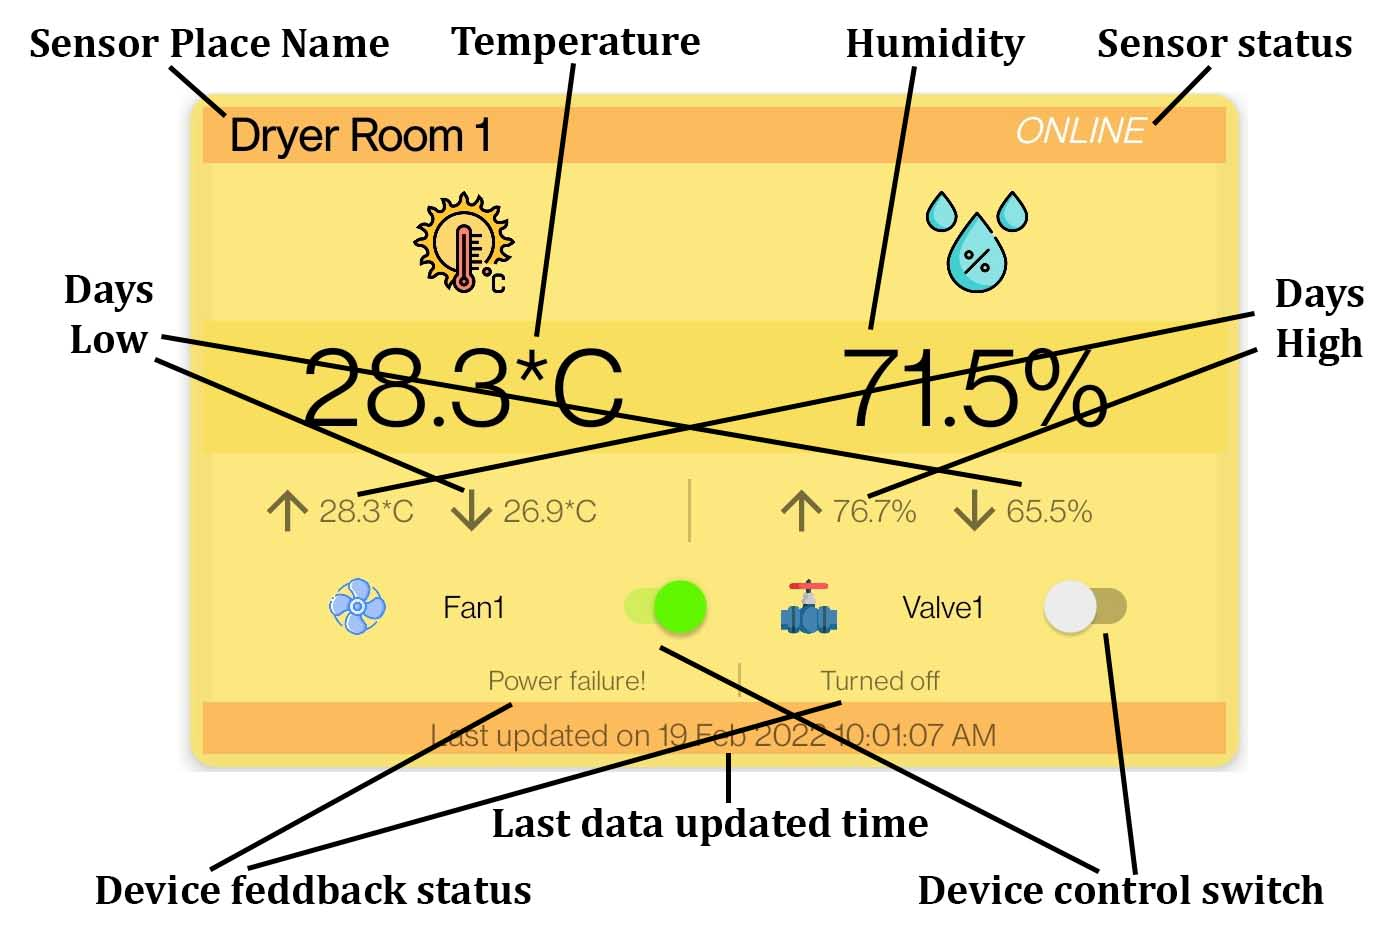 Sensor Place Name
Temperature
Humidity
Sensor status
Dryer Room 1
ONLINE
°C
%
Days
Low
Days
High
28.3*C
71.5%
28.3*C
26.9*C
76.7%
65.5%
Fan1
Valve1
Power failure!
Turned off
Last updated on 19 Feb 2022 10:01:07 AM
Last data updated time
Device feddback status
Device control switch